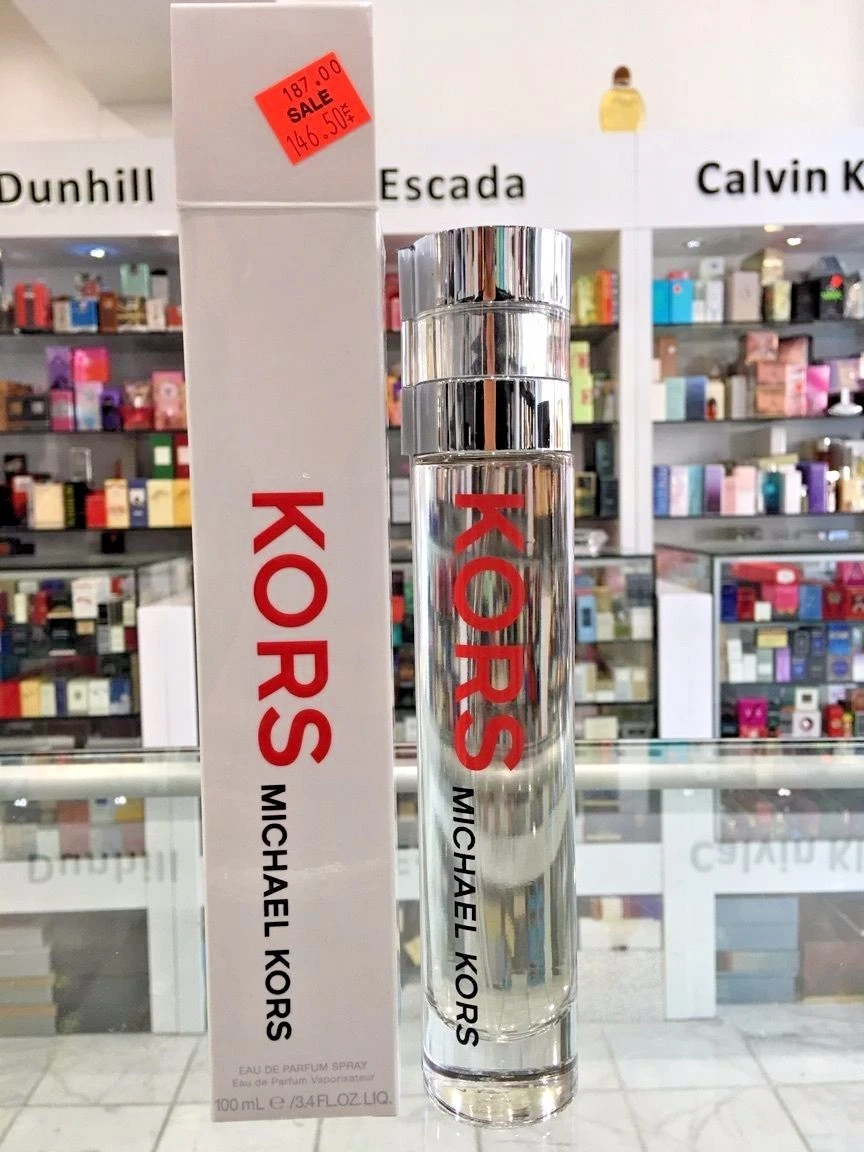 187.00
SALE
146.50
Dunhill
Escada
Calvin K
KORS
MICHAEL KORS
EAU DE PARFUM SPRAY
Eau de Parfum Vaporisateur
100 mL ℮ /3.4 FL.OZ. LIQ.
KORS
MICHAEL KORS
Dunhill
Calvin Kl